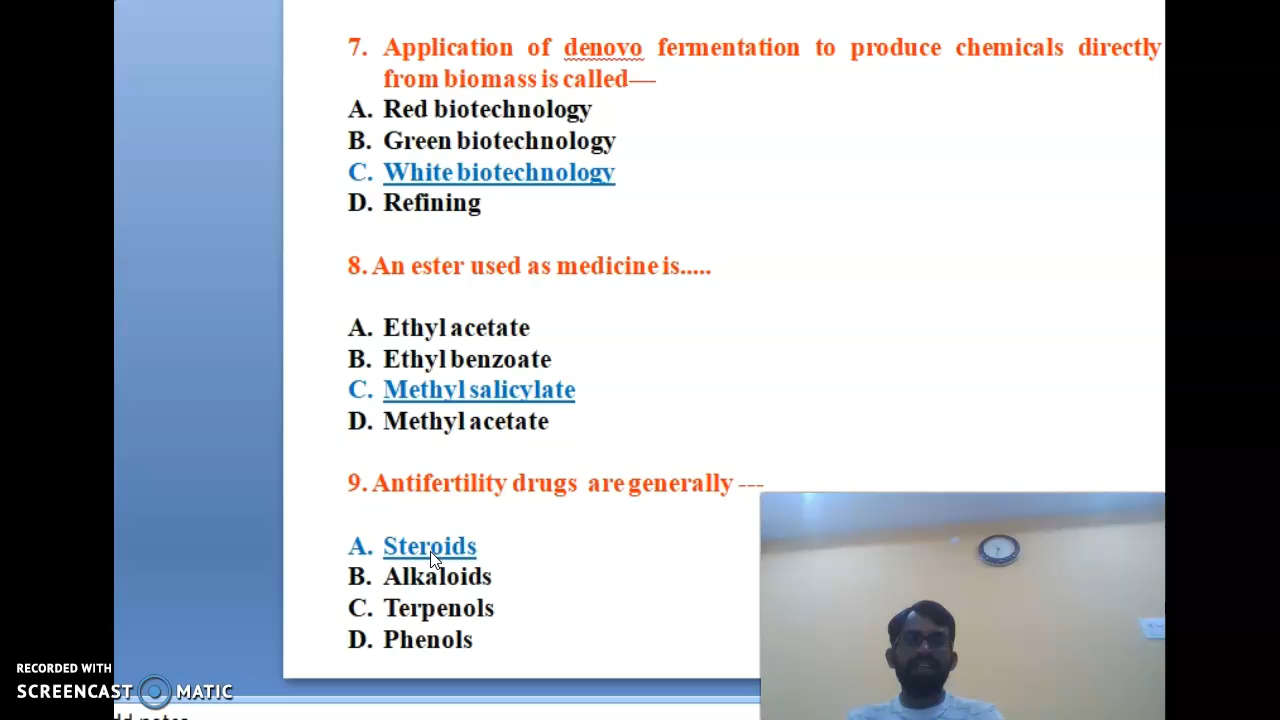 7. Application of denovo fermentation to produce chemicals directly
from biomass is called—
A. Red biotechnology
B. Green biotechnology
C. White biotechnology
D. Refining
8. An ester used as medicine is.....
A. Ethyl acetate
B. Ethyl benzoate
C. Methyl salicylate
D. Methyl acetate
9. Antifertility drugs are generally ---
A. Steroids
B. Alkaloids
C. Terpenols
D. Phenols
RECORDED WITH
SCREENCAST MATIC